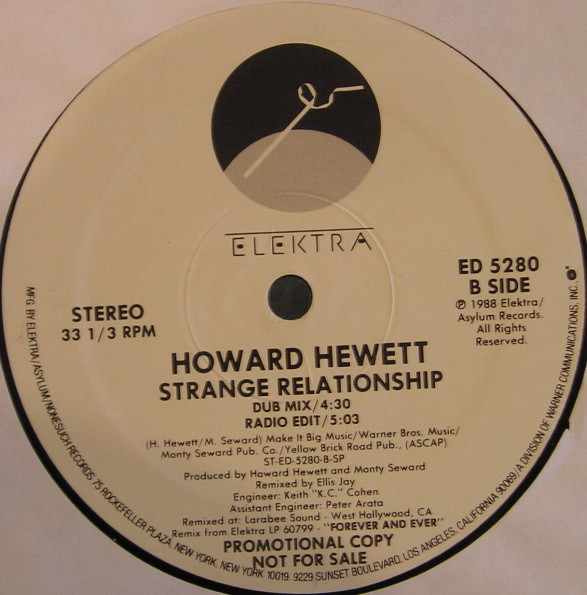 ELEKTRA
ED 5280
B SIDE
℗ 1988 Elektra/
Asylum Records.
All Rights
Reserved.
STEREO
33 1/3 RPM
HOWARD HEWETT
STRANGE RELATIONSHIP
DUB MIX/4:30
RADIO EDIT/5:03
(H. Hewett/M. Seward) Make It Big Music/Warner Bros. Music/
Monty Seward Pub. Co./Yellow Brick Road Pub., (ASCAP)
ST-ED-5280-B-SP
Produced by Howard Hewett and Monty Seward
Remixed by Ellis Jay
Engineer: Keith "K.C." Cohen
Assistant Engineer: Peter Arata
Remixed at: Larabee Sound - West Hollywood, CA
Remix from Elektra LP 60799 - "FOREVER AND EVER"
PROMOTIONAL COPY
NOT FOR SALE
MFG. BY ELEKTRA/ASYLUM/NONESUCH RECORDS 75 ROCKEFELLER PLAZA, NEW YORK, NEW YORK 10019. 9229 SUNSET BOULEVARD, LOS ANGELES, CALIFORNIA 90069/A DIVISION OF WARNER COMMUNICATIONS, INC.